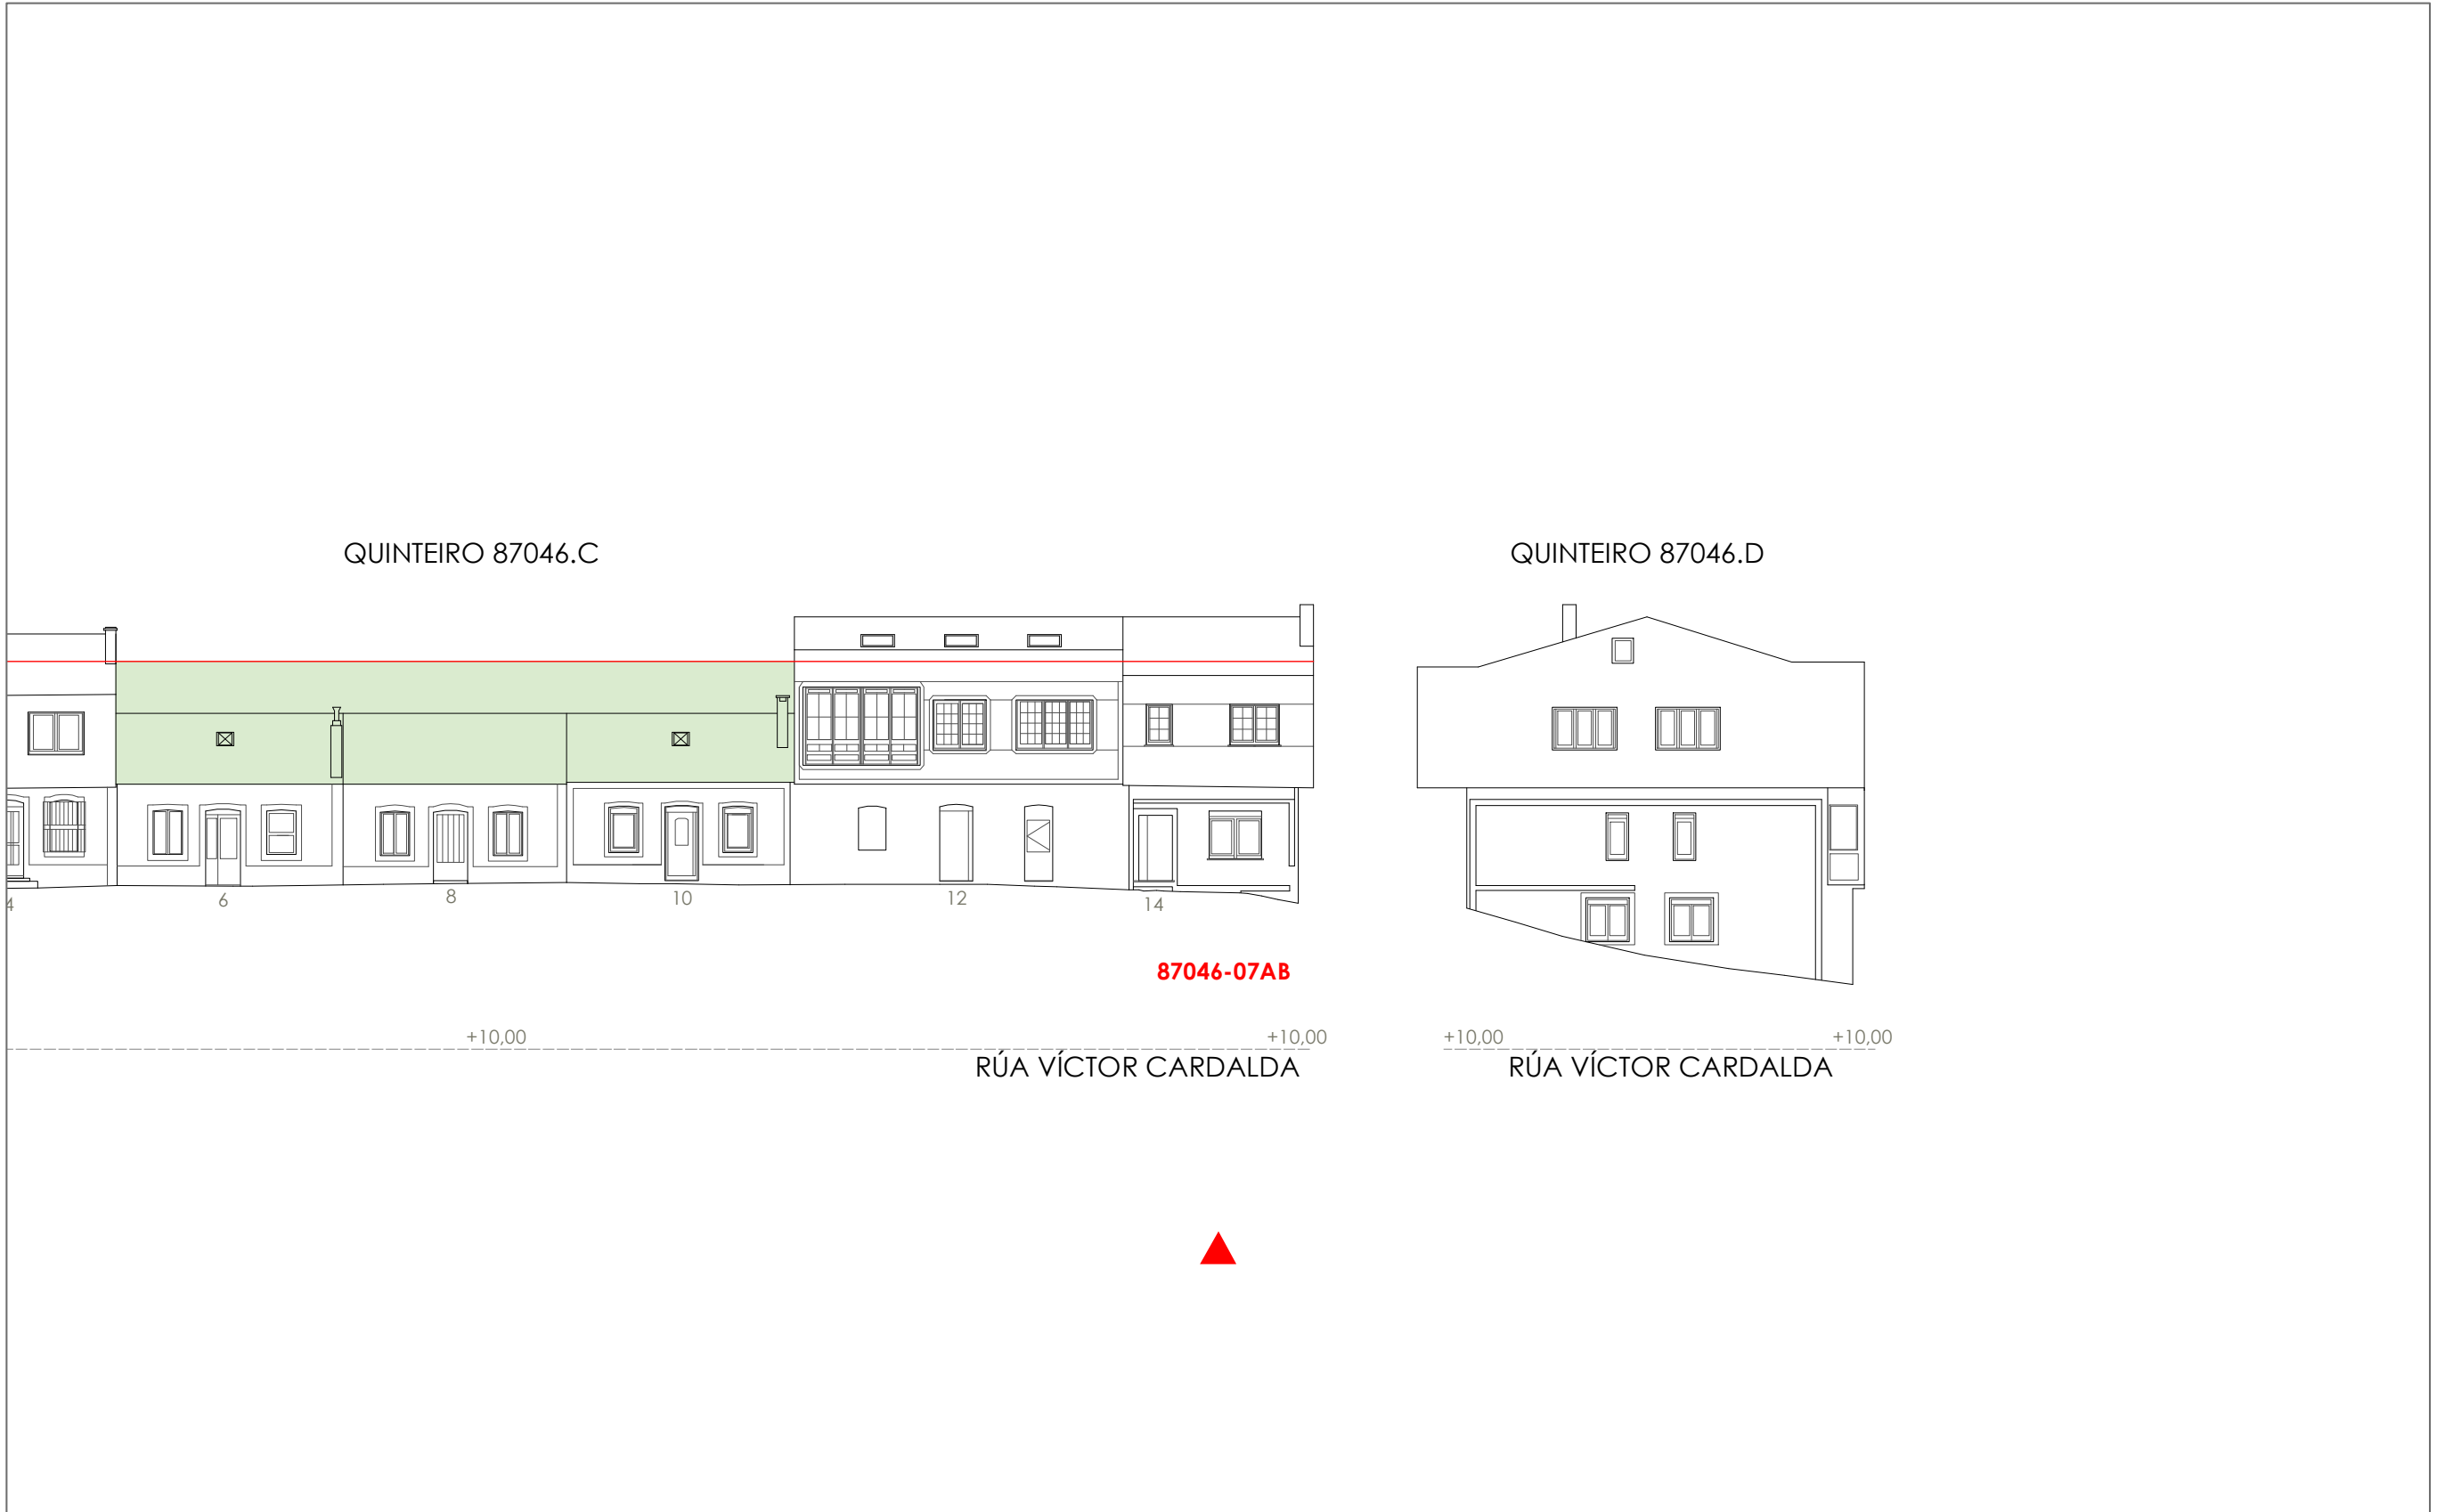 QUINTEIRO 87046.C
QUINTEIRO 87046.D
4
6
8
10
12
14
87046-07AB
+10,00
+10,00
+10,00
+10,00
RÚA VÍCTOR CARDALDA
RÚA VÍCTOR CARDALDA